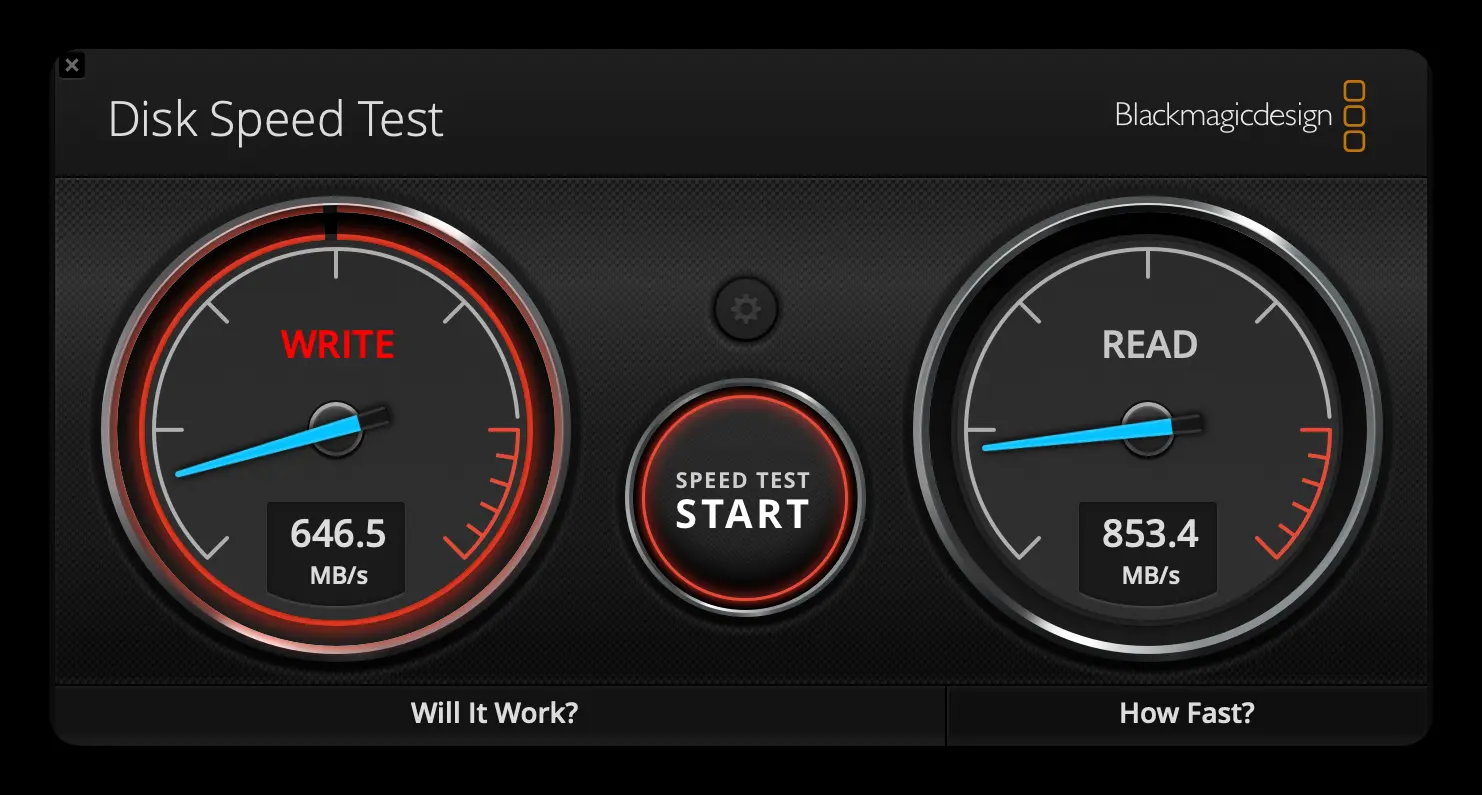 Disk Speed Test
Blackmagicdesign
WRITE
646.5
MB/s
SPEED TEST
START
READ
853.4
MB/s
Will It Work?
How Fast?